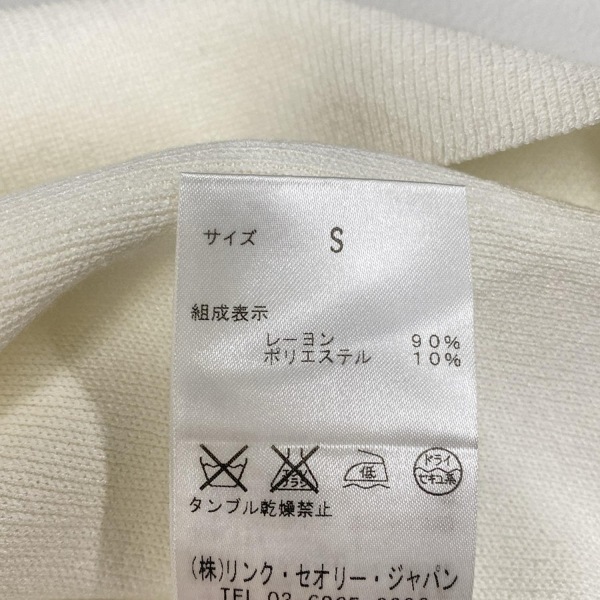 サイズ S
組成表示
レーヨン 90%
ポリエステル 10%
低 ドライ セキユ系
タンブル乾燥禁止
(株)リンク・セオリー・ジャパン
TEL 03